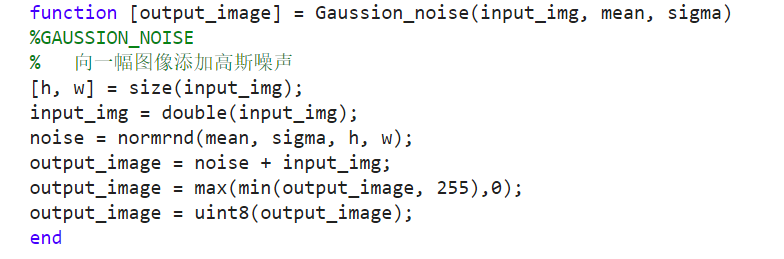 function [output_image] = Gaussion_noise(input_img, mean, sigma)
%GAUSSION_NOISE
%   向一幅图像添加高斯噪声
[h, w] = size(input_img);
input_img = double(input_img);
noise = normrnd(mean, sigma, h, w);
output_image = noise + input_img;
output_image = max(min(output_image, 255),0);
output_image = uint8(output_image);
end